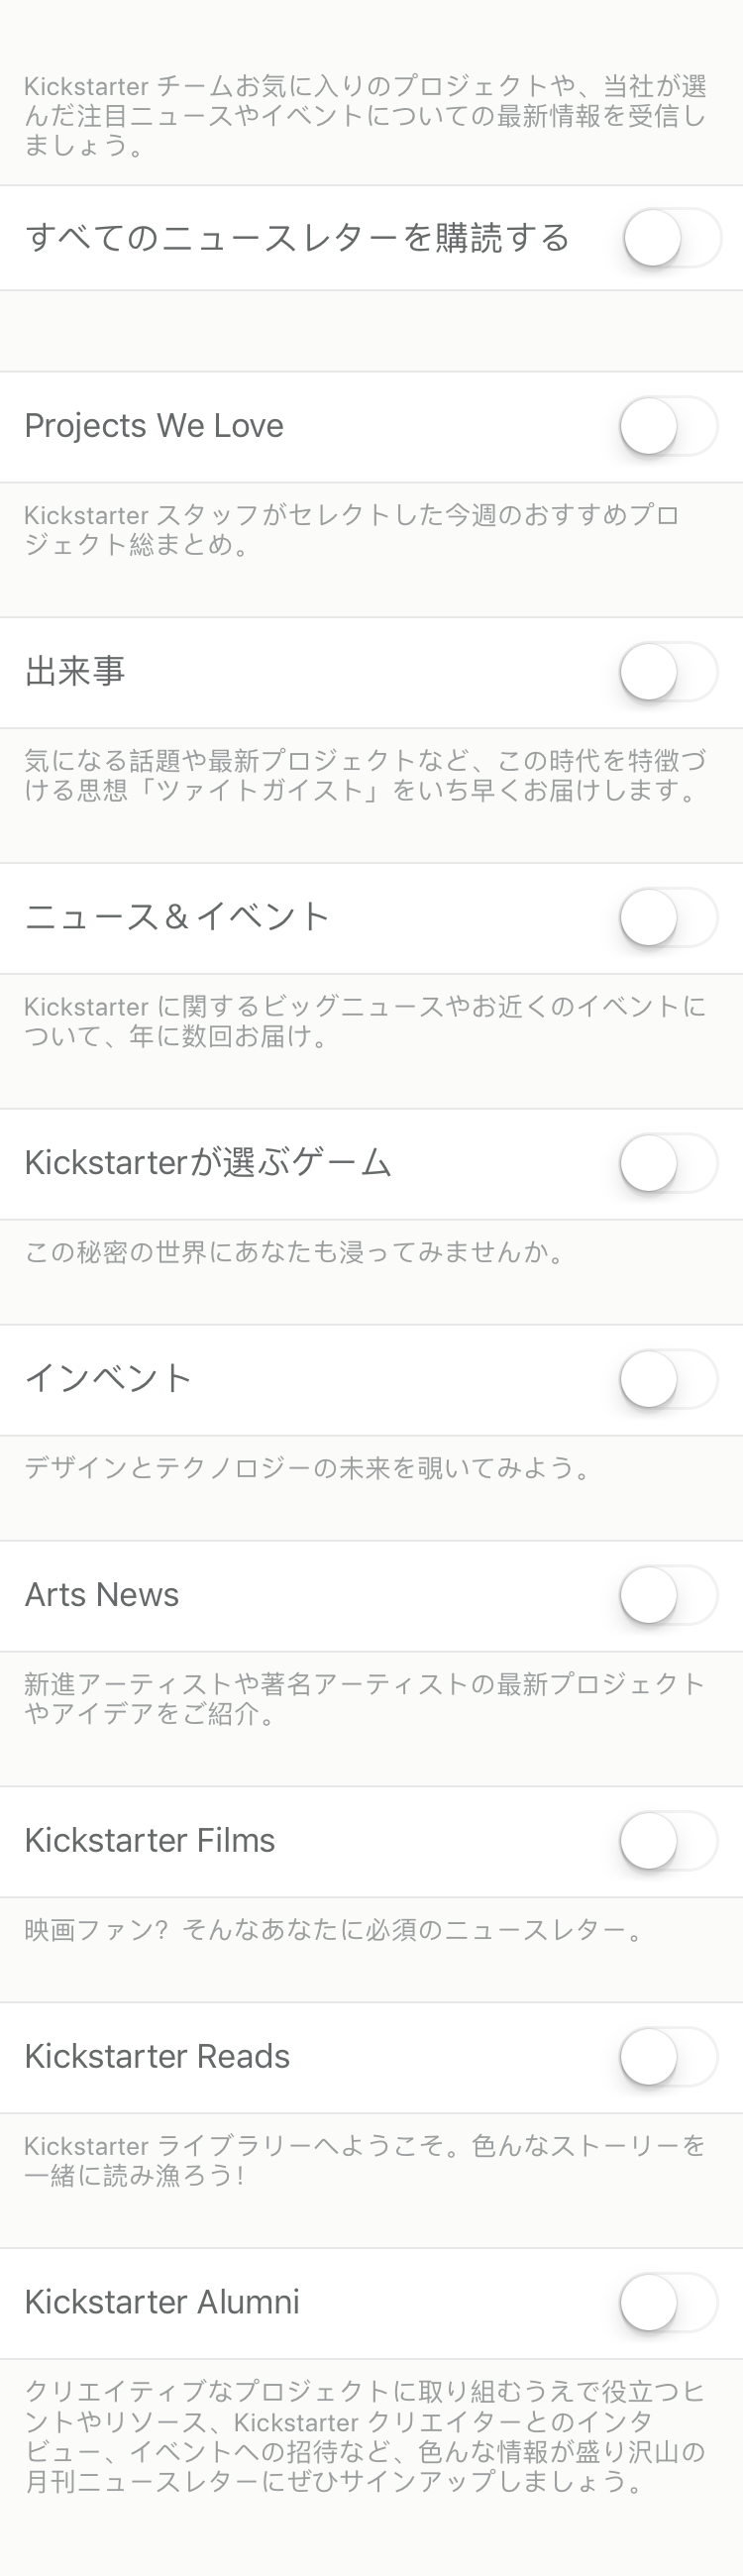 Kickstarter チームお気に入りのプロジェクトや、当社が選
んだ注目ニュースやイベントについての最新情報を受信し
ましょう。
すべてのニュースレターを購読する
Projects We Love
Kickstarter スタッフがセレクトした今週のおすすめプロ
ジェクト総まとめ。
出来事
気になる話題や最新プロジェクトなど、この時代を特徴づ
ける思想「ツァイトガイスト」をいち早くお届けします。
ニュース＆イベント
Kickstarter に関するビッグニュースやお近くのイベントに
ついて、年に数回お届け。
Kickstarterが選ぶゲーム
この秘密の世界にあなたも浸ってみませんか。
インベント
デザインとテクノロジーの未来を覗いてみよう。
Arts News
新進アーティストや著名アーティストの最新プロジェクト
やアイデアをご紹介。
Kickstarter Films
映画ファン? そんなあなたに必須のニュースレター。
Kickstarter Reads
Kickstarter ライブラリーへようこそ。色んなストーリーを
一緒に読み漁ろう!
Kickstarter Alumni
クリエイティブなプロジェクトに取り組むうえで役立つヒ
ントやリソース、Kickstarter クリエイターとのインタ
ビュー、イベントへの招待など、色んな情報が盛り沢山の
月刊ニュースレターにぜひサインアップしましょう。